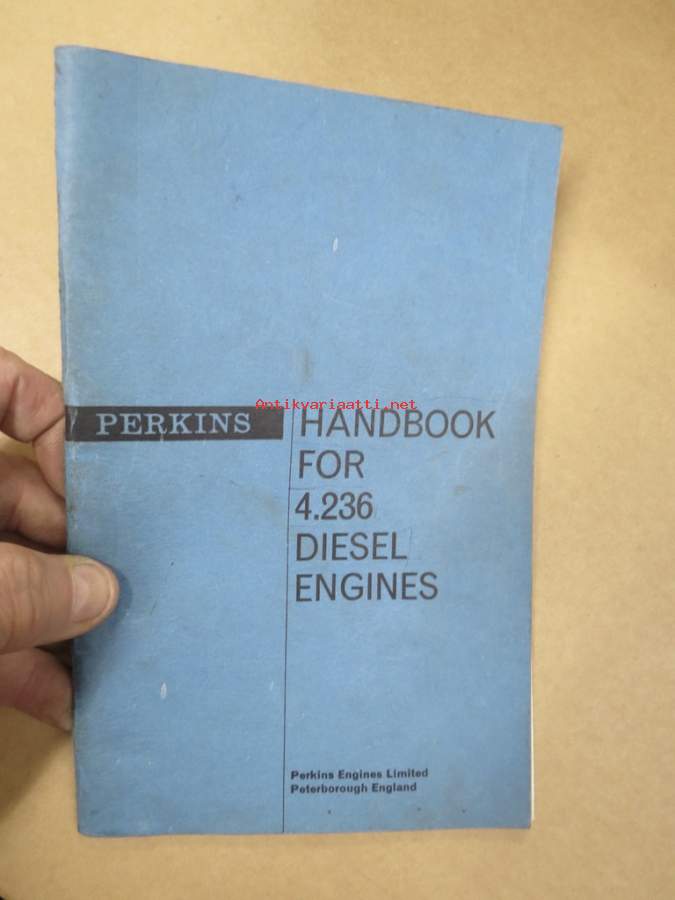 Antikvariaatti.net
PERKINS
HANDBOOK
FOR
4.236
DIESEL
ENGINES
Perkins Engines Limited
Peterborough England